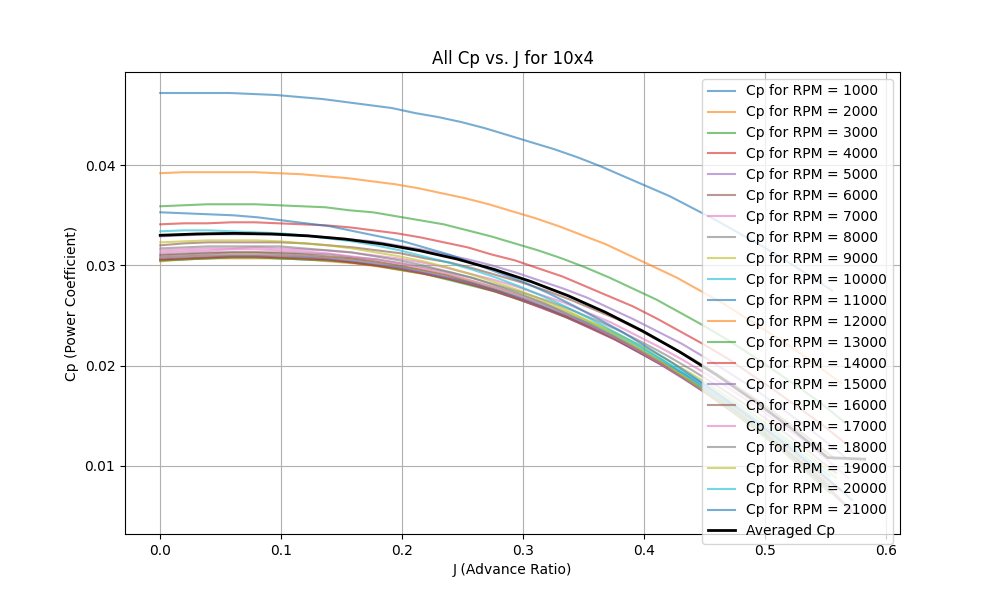 All Cp vs. J for 10x4
Cp (Power Coefficient)
0.04
0.03
0.02
0.01
0.0
0.1
0.2
0.3
0.4
0.5
0.6
J (Advance Ratio)
Cp for RPM = 1000
Cp for RPM = 2000
Cp for RPM = 3000
Cp for RPM = 4000
Cp for RPM = 5000
Cp for RPM = 6000
Cp for RPM = 7000
Cp for RPM = 8000
Cp for RPM = 9000
Cp for RPM = 10000
Cp for RPM = 11000
Cp for RPM = 12000
Cp for RPM = 13000
Cp for RPM = 14000
Cp for RPM = 15000
Cp for RPM = 16000
Cp for RPM = 17000
Cp for RPM = 18000
Cp for RPM = 19000
Cp for RPM = 20000
Cp for RPM = 21000
Averaged Cp